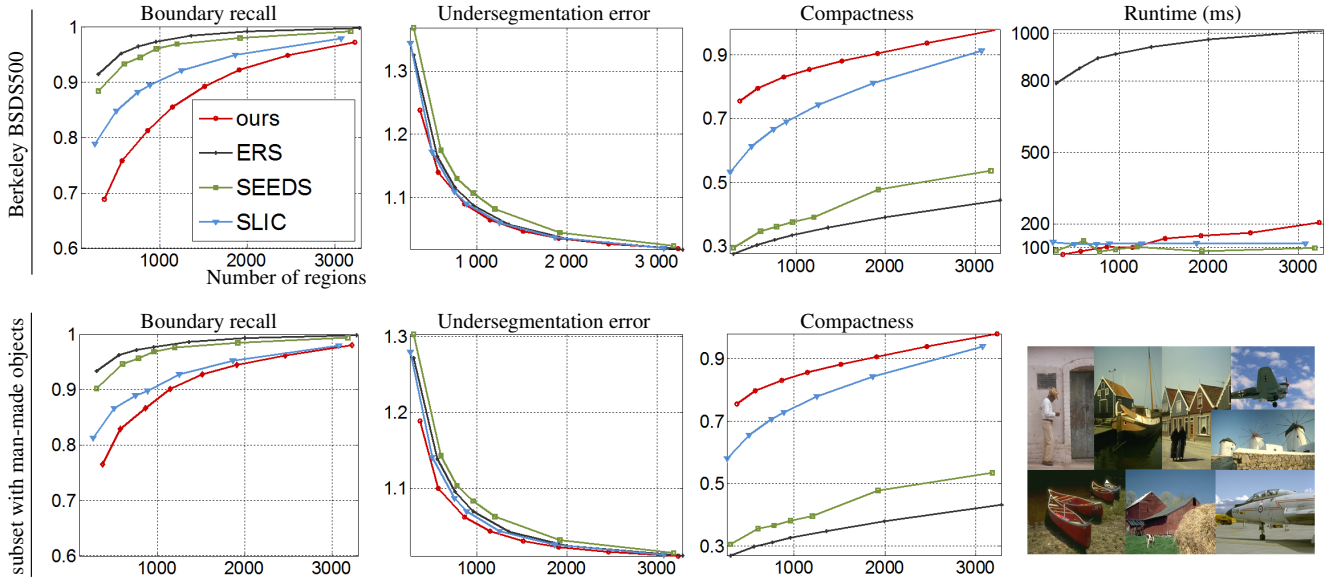 Boundary recall
Undersegmentation error
Compactness
Runtime (ms)
Berkeley BSDS500
1
0.9
0.8
0.7
0.6
1000 2000 3000
Number of regions
ours
ERS
SEEDS
SLIC
1.3
1.2
1.1
1 000 2 000 3 000
0.9
0.7
0.5
0.3
1000 2000 3000
1000
800
500
200
100
1000 2000 3000
Boundary recall
Undersegmentation error
Compactness
subset with man-made objects
1
0.9
0.8
0.7
0.6
1000 2000 3000
1.3
1.2
1.1
1000 2000 3000
0.9
0.7
0.5
0.3
1000 2000 3000